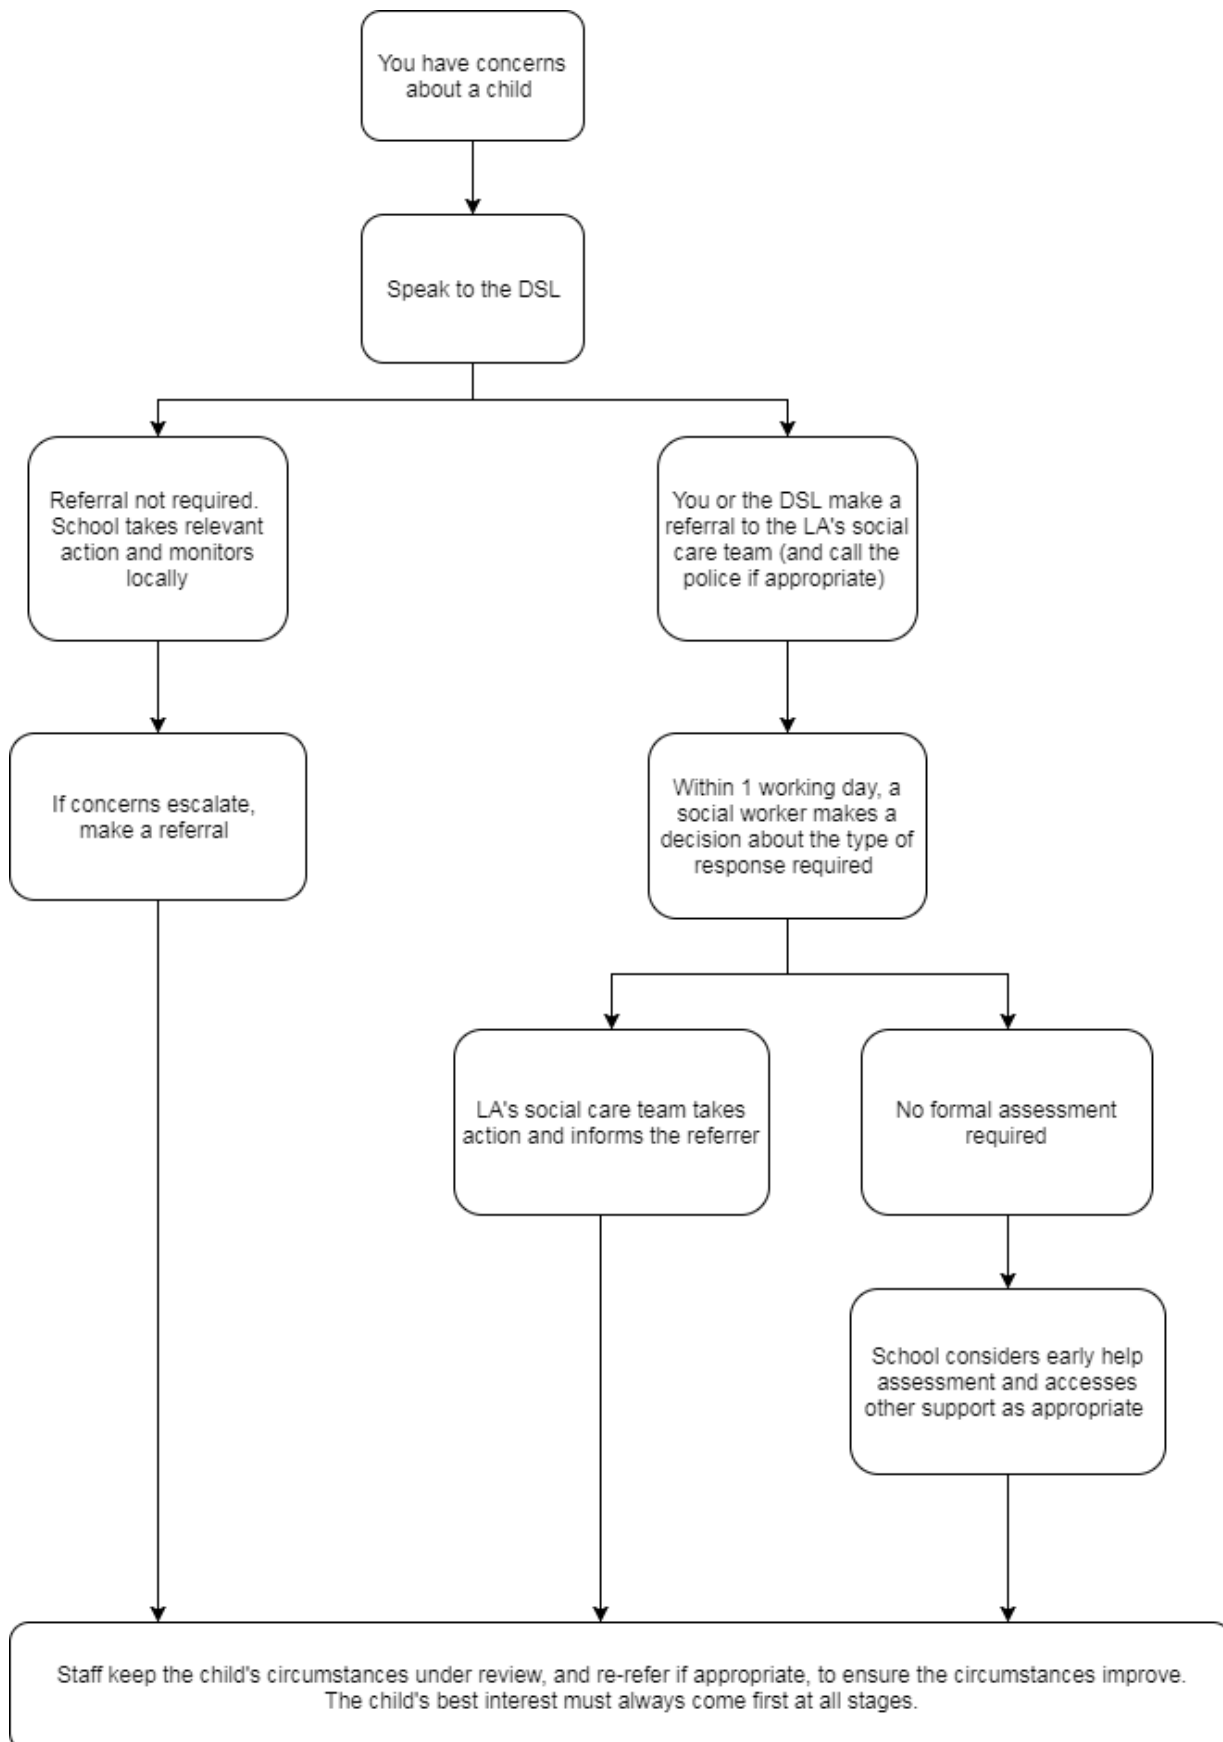 You have concerns
about a child
Speak to the DSL
Referral not required.
School takes relevant
action and monitors
locally
You or the DSL make a
referral to the LA's social
care team (and call the
police if appropriate)
If concerns escalate,
make a referral
Within 1 working day, a
social worker makes a
decision about the type of
response required
LA's social care team takes
action and informs the referrer
No formal assessment
required
School considers early help
assessment and accesses
other support as appropriate
Staff keep the child's circumstances under review, and re-refer if appropriate, to ensure the circumstances improve.
The child's best interest must always come first at all stages.